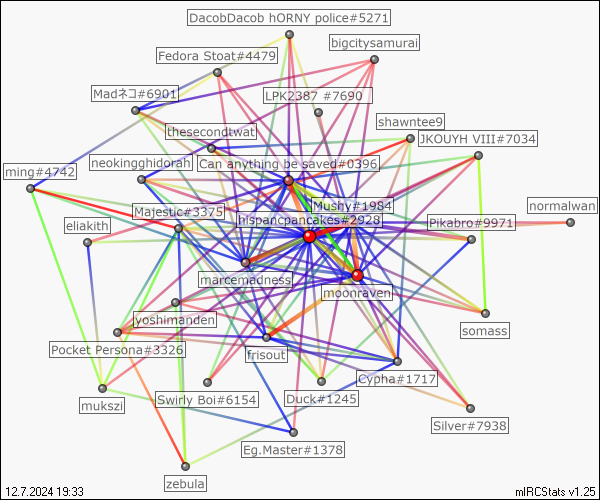 DacobDacob hORNY police#5271
bigcitysamurai
Fedora Stoat#4479
Madネコ#6901
LPK2387 #7690
shawntee9
thesecondtwat
JKOUYH VIII#7034
neokingghidorah
Can anything be saved#0396
ming#4742
Mushy#1984
normalwan
Majestic#3375
hispancpancakes#2928
Pikabro#9971
eliakith
marcemadness
moonraven
yoshimanden
somass
Pocket Persona#3326
frisout
Cypha#1717
mukszi
Swirly Boi#6154
Duck#1245
Silver#7938
Eg.Master#1378
zebula
12.7.2024 19:33
mIRCStats v1.25